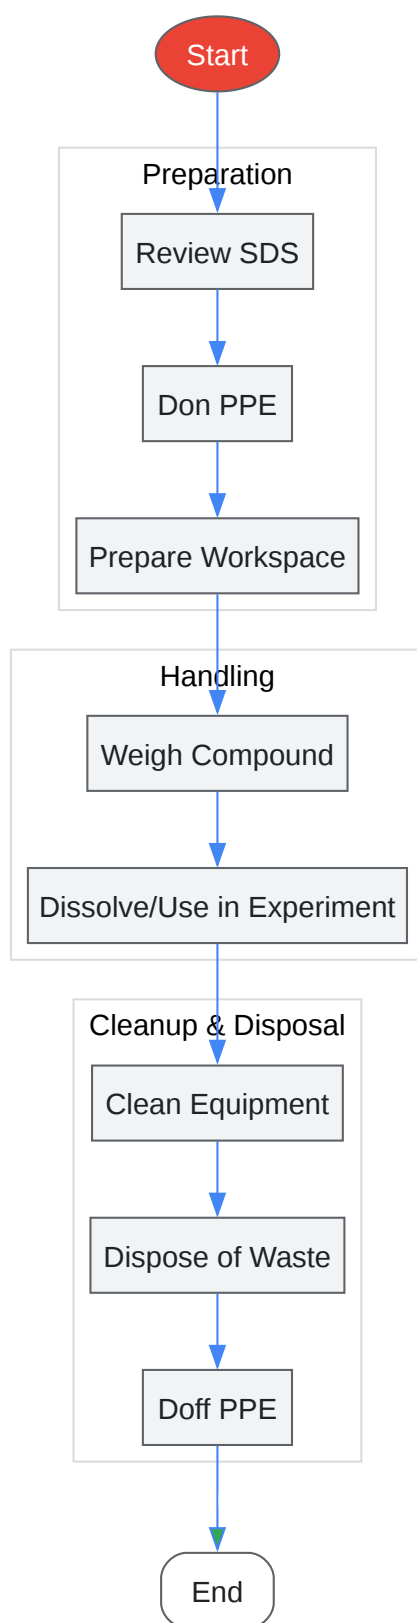 Start
Preparation
Review SDS
Don PPE
Prepare Workspace
Handling
Weigh Compound
Dissolve/Use in Experiment
Cleanup & Disposal
Clean Equipment
Dispose of Waste
Doff PPE
End